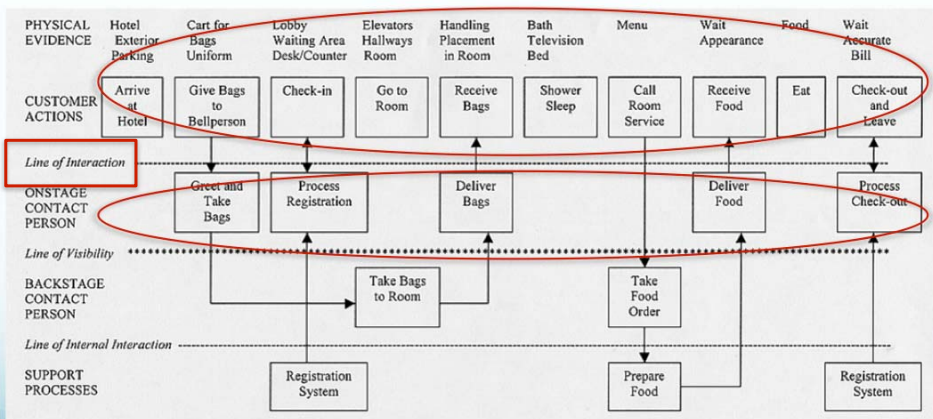 PHYSICAL
EVIDENCE
Hotel
Exterior
Parking
Cart for
Bags
Uniform
Lobby
Waiting Area
Desk/Counter
Elevators
Hallways
Room
Handling
Placement
in Room
Bath
Television
Bed
Menu
Wait
Appearance
Food
Wait
Accurate
Bill
CUSTOMER
ACTIONS
Arrive
at
Hotel
Give Bags
to
Bellperson
Check-in
Go to
Room
Receive
Bags
Shower
Sleep
Call
Room
Service
Receive
Food
Eat
Check-out
and
Leave
Line of Interaction
ONSTAGE
CONTACT
PERSON
Greet and
Take
Bags
Process
Registration
Deliver
Bags
Deliver
Food
Process
Check-out
Line of Visibility
BACKSTAGE
CONTACT
PERSON
Take Bags
to Room
Take
Food
Order
Line of Internal Interaction
SUPPORT
PROCESSES
Registration
System
Prepare
Food
Registration
System